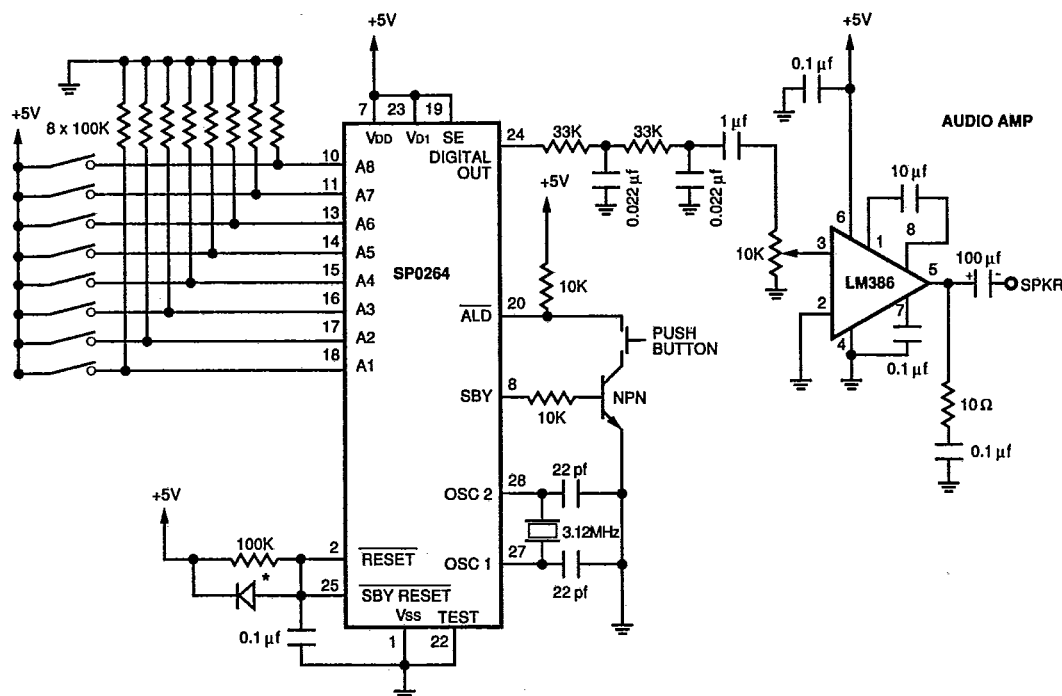 +5V
+5V
0.1 µf
+5V
8 x 100K
7
23
19
VDD
VD1
SE
24
33K
33K
1 µf
AUDIO AMP
DIGITAL
OUT
0.022 µf
0.022 µf
10 µf
10
A8
11
A7
13
A6
14
A5
15
A4
16
A3
17
A2
18
A1
SP0264
+5V
10K
20
ALD
PUSH
BUTTON
8
SBY
10K
NPN
10K
6
3
1
8
2
LM386
5
7
4
100 µf
+
-
SPKR
0.1 µf
10 Ω
0.1 µf
28
OSC 2
22 pf
3.12MHz
27
OSC 1
22 pf
+5V
100K
2
RESET
*
25
SBY RESET
0.1 µf
VSS
TEST
1
22